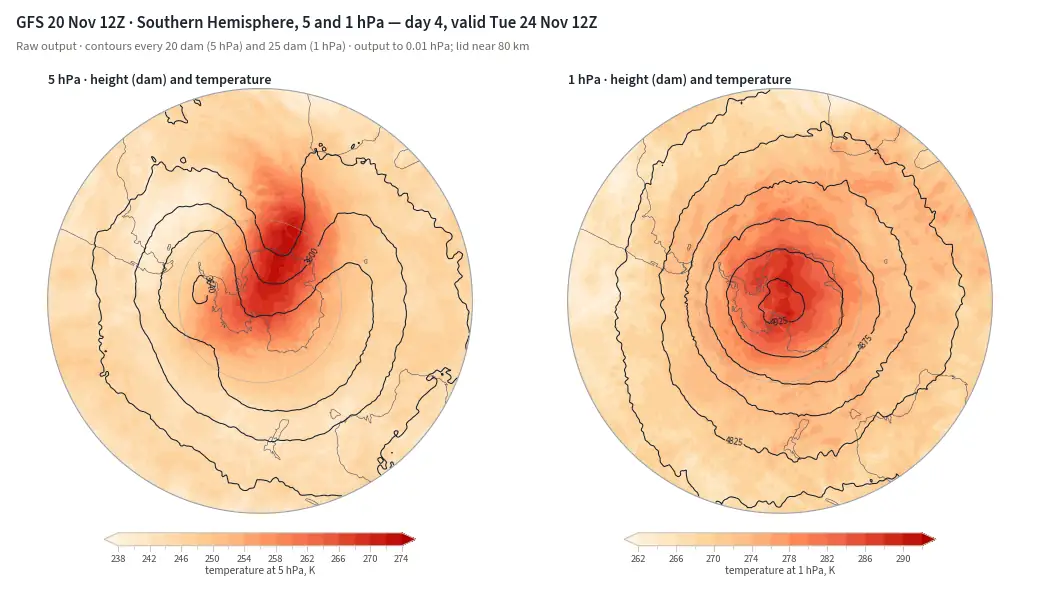 GFS 20 Nov 12Z · Southern Hemisphere, 5 and 1 hPa — day 4, valid Tue 24 Nov 12Z
Raw output · contours every 20 dam (5 hPa) and 25 dam (1 hPa) · output to 0.01 hPa; lid near 80 km
5 hPa · height (dam) and temperature
1 hPa · height (dam) and temperature
4875
4825
238 242 246 250 254 258 262 266 270 274
temperature at 5 hPa, K
262 266 270 274 278 282 286 290
temperature at 1 hPa, K